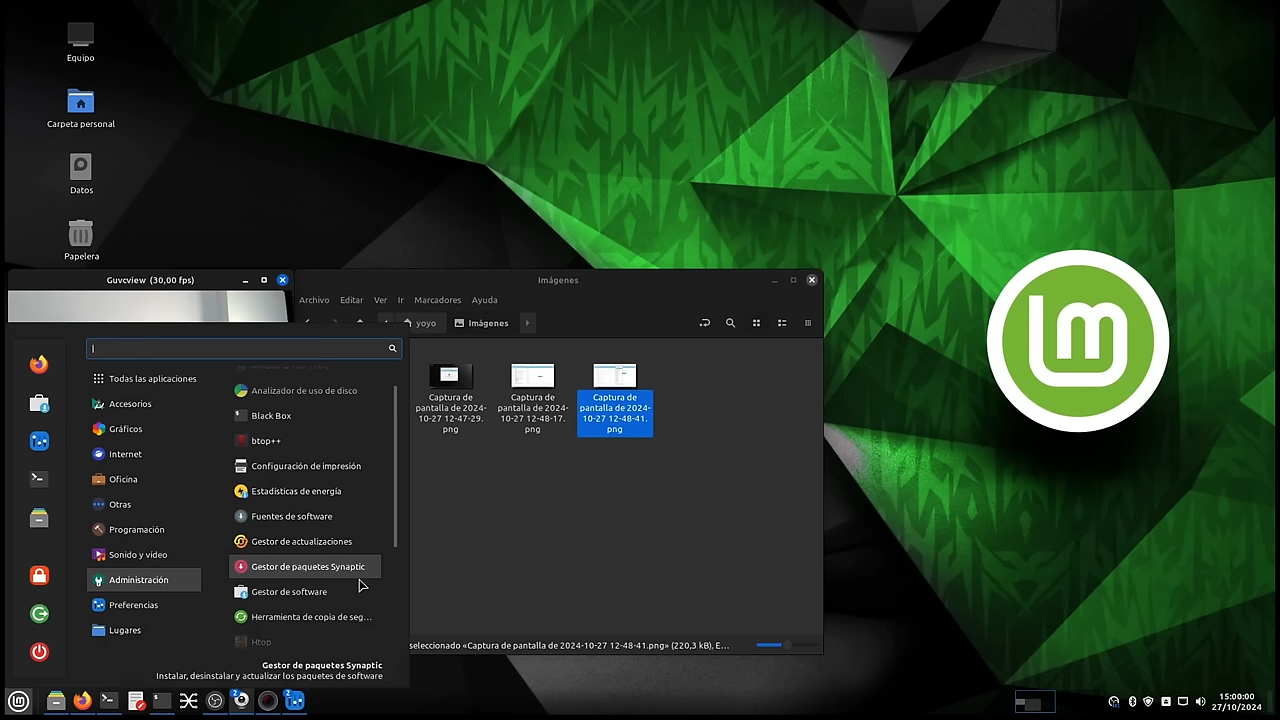 Equipo
Carpeta personal
Datos
Papelera
Guvcview (30,00 fps)
Imágenes
Archivo Editar Ver Ir Marcadores Ayuda
yoyo Imágenes
Todas las aplicaciones
Accesorios
Gráficos
Internet
Oficina
Otras
Programación
Sonido y vídeo
Administración
Preferencias
Lugares
Analizador de uso de disco
Black Box
btop++
Configuración de impresión
Estadísticas de energía
Fuentes de software
Gestor de actualizaciones
Gestor de paquetes Synaptic
Gestor de software
Herramienta de copia de seg...
Htop
Gestor de paquetes Synaptic
Instalar, desinstalar y actualizar los paquetes de software
Captura de
pantalla de 2024-
10-27 12-47-29.
png
Captura de
pantalla de 2024-
10-27 12-48-17.
png
Captura de
pantalla de 2024-
10-27 12-48-41.
png
seleccionado «Captura de pantalla de 2024-10-27 12-48-41.png» (220,3 kB), E...
lm
2
2
15:00:00
27/10/2024